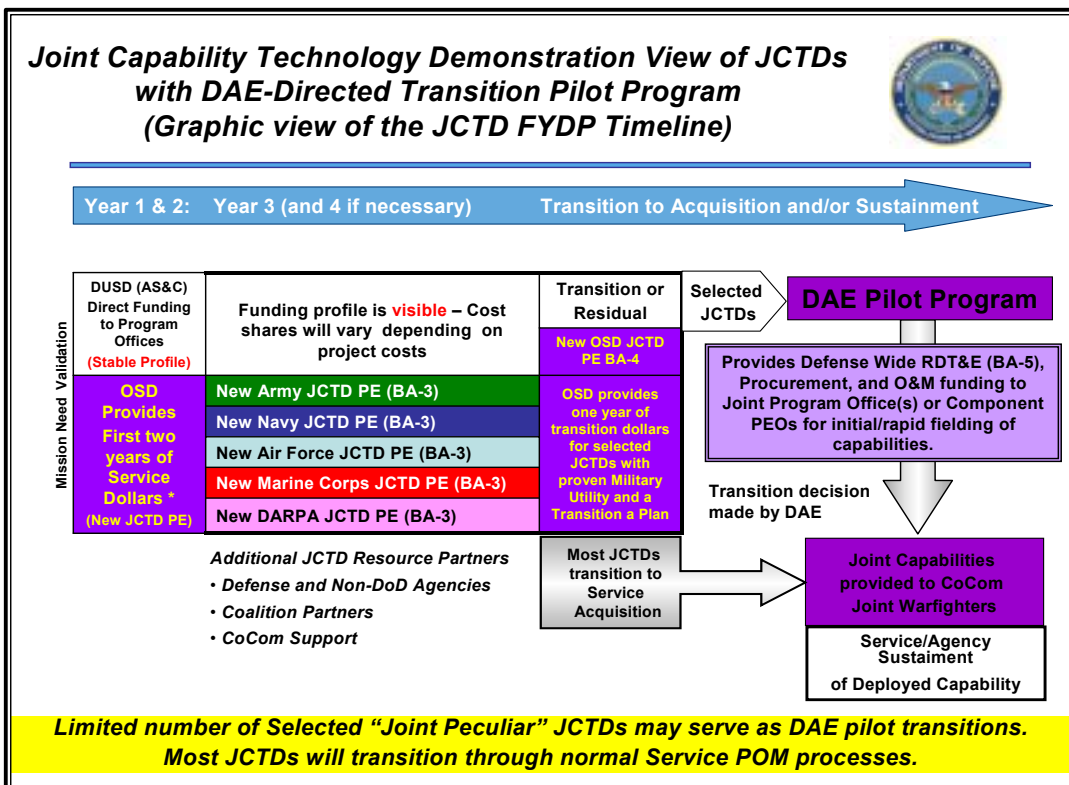 Joint Capability Technology Demonstration View of JCTDs
with DAE-Directed Transition Pilot Program
(Graphic view of the JCTD FYDP Timeline)
Year 1 & 2:
Year 3 (and 4 if necessary)
Transition to Acquisition and/or Sustainment
Mission Need Validation
DUSD (AS&C)
Direct Funding
to Program
Offices
(Stable Profile)
OSD
Provides
First two
years of
Service
Dollars *
(New JCTD PE)
Funding profile is visible – Cost
shares will vary depending on
project costs
New Army JCTD PE (BA-3)
New Navy JCTD PE (BA-3)
New Air Force JCTD PE (BA-3)
New Marine Corps JCTD PE (BA-3)
New DARPA JCTD PE (BA-3)
Transition or
Residual
New OSD JCTD
PE BA-4
OSD provides
one year of
transition dollars
for selected
JCTDs with
proven Military
Utility and a
Transition a Plan
Selected
JCTDs
DAE Pilot Program
Provides Defense Wide RDT&E (BA-5),
Procurement, and O&M funding to
Joint Program Office(s) or Component
PEOs for initial/rapid fielding of
capabilities.
Transition decision
made by DAE
Additional JCTD Resource Partners
• Defense and Non-DoD Agencies
• Coalition Partners
• CoCom Support
Most JCTDs
transition to
Service
Acquisition
Joint Capabilities
provided to CoCom
Joint Warfighters
Service/Agency
Sustaiment
of Deployed Capability
Limited number of Selected “Joint Peculiar” JCTDs may serve as DAE pilot transitions.
Most JCTDs will transition through normal Service POM processes.